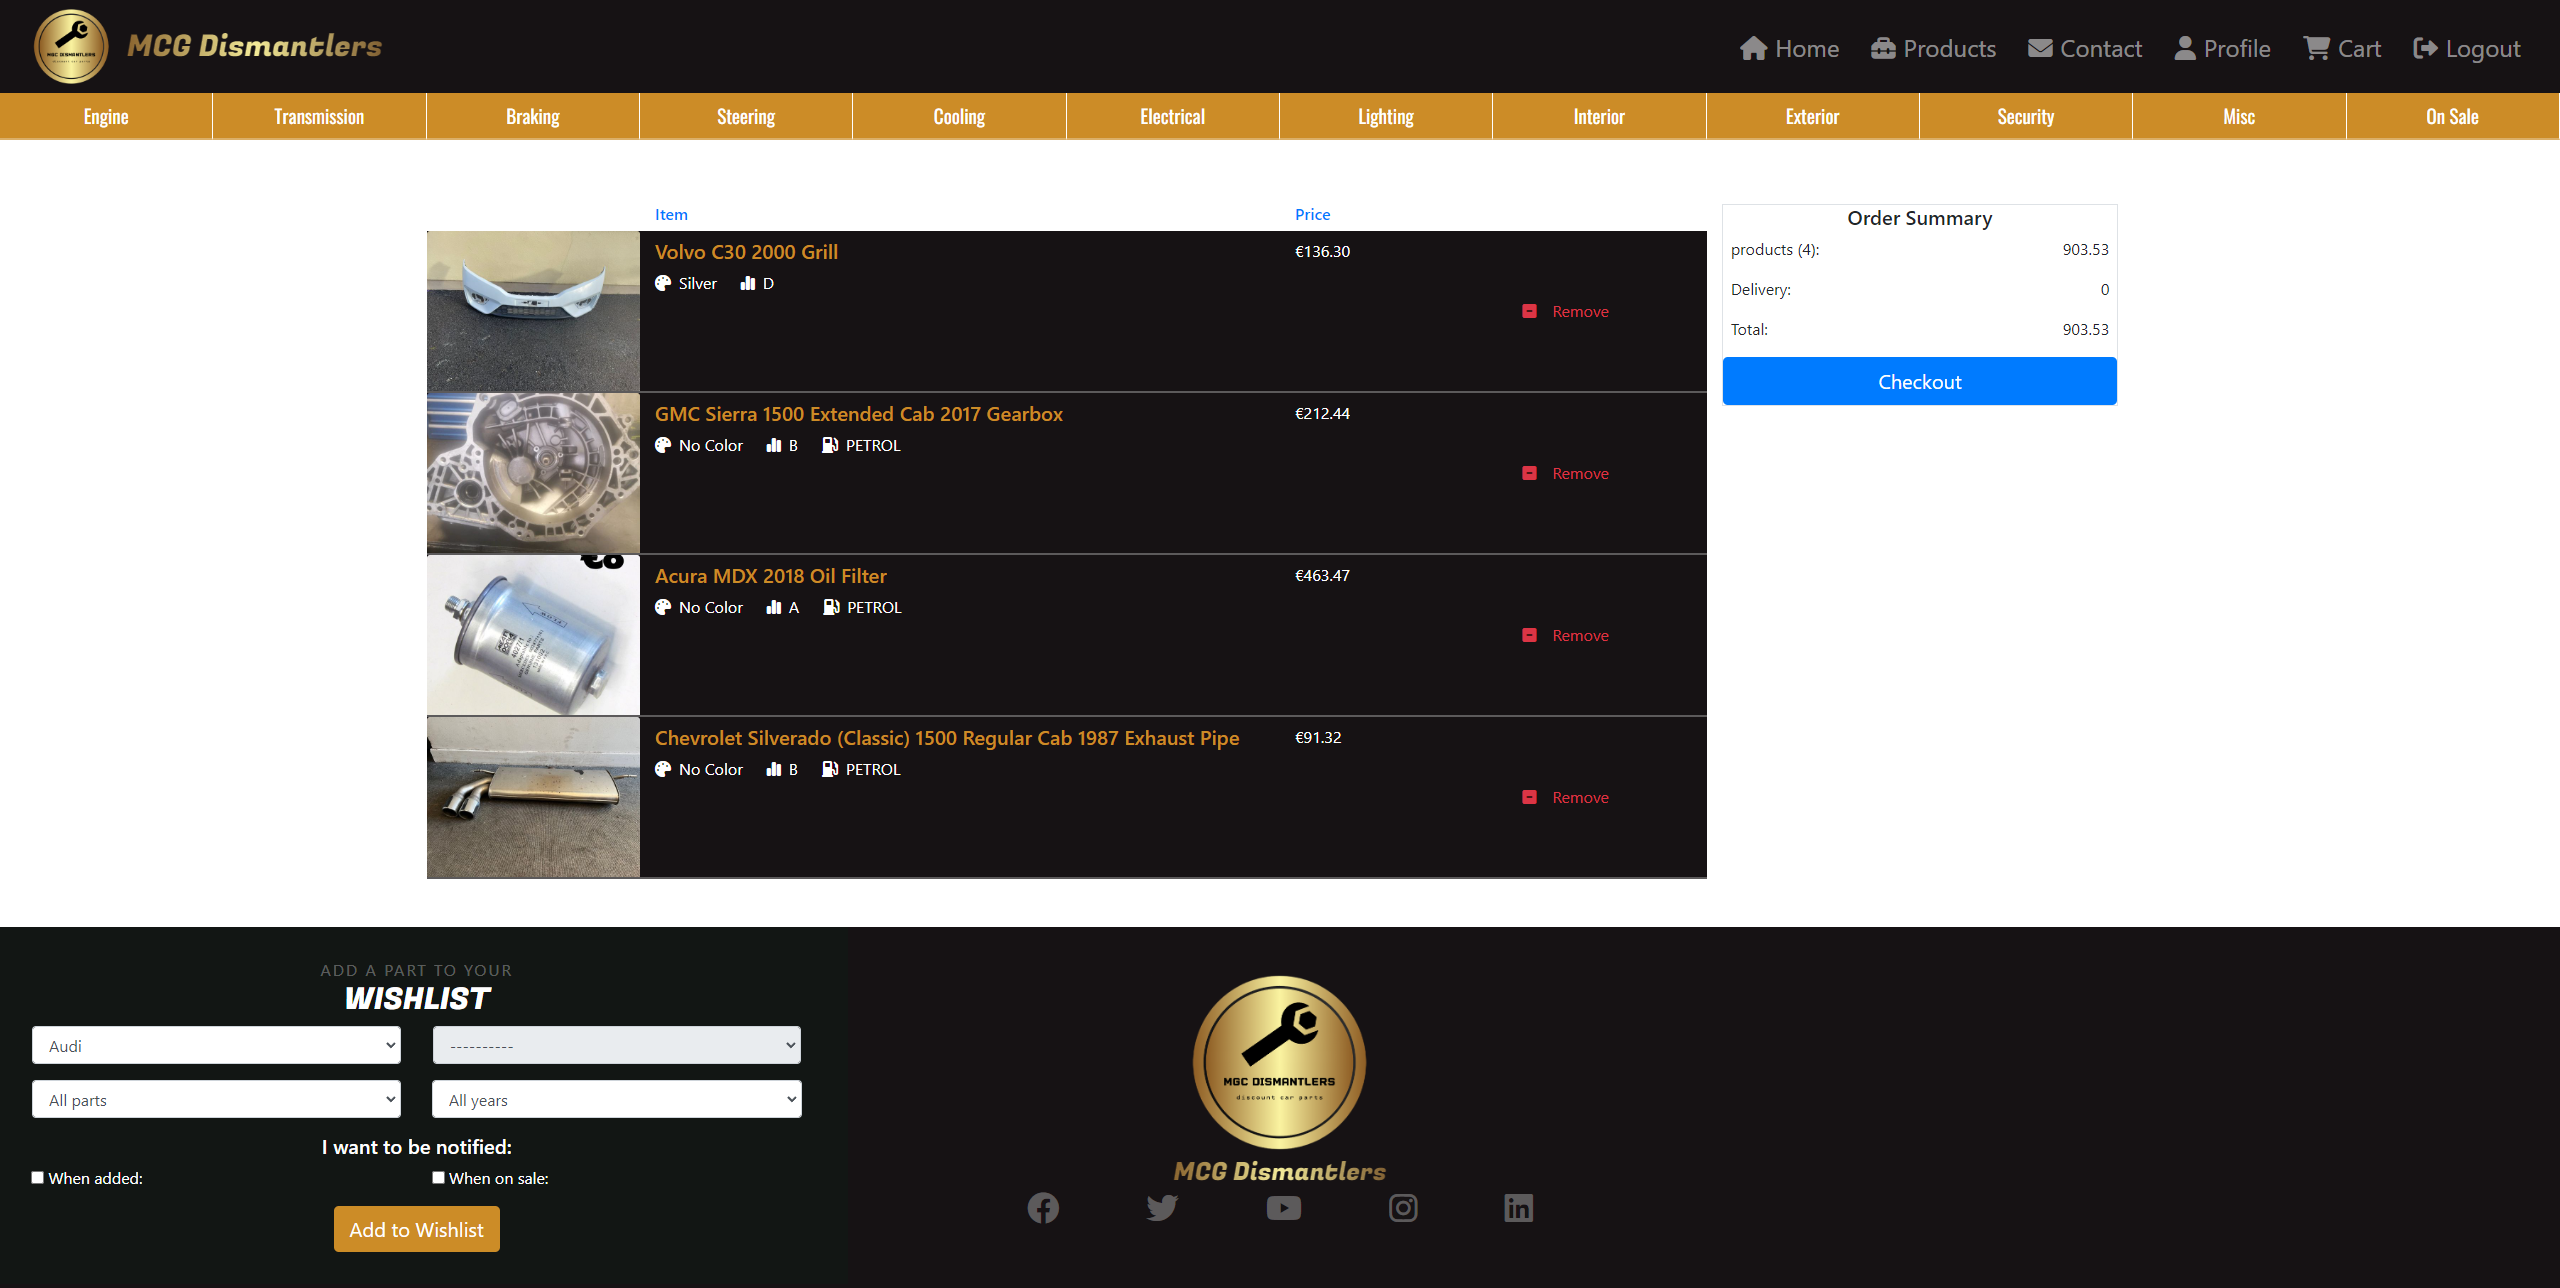 MCG Dismantlers
Home
Products
Contact
Profile
Cart
Logout
Engine
Transmission
Braking
Steering
Cooling
Electrical
Lighting
Interior
Exterior
Security
Misc
On Sale
Item
Price
Volvo C30 2000 Grill
€136.30
Silver
D
Remove
GMC Sierra 1500 Extended Cab 2017 Gearbox
€212.44
No Color
B
PETROL
Remove
Acura MDX 2018 Oil Filter
€463.47
No Color
A
PETROL
Remove
Chevrolet Silverado (Classic) 1500 Regular Cab 1987 Exhaust Pipe
€91.32
No Color
B
PETROL
Remove
Order Summary
products (4): 903.53
Delivery: 0
Total: 903.53
Checkout
ADD A PART TO YOUR
WISHLIST
Audi
----------
All parts
All years
I want to be notified:
When added:
When on sale:
Add to Wishlist
MGC DISMANTLERS
discount car parts
MCG Dismantlers